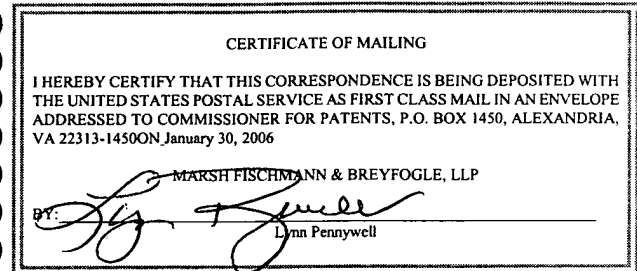 CERTIFICATE OF MAILING
I HEREBY CERTIFY THAT THIS CORRESPONDENCE IS BEING DEPOSITED WITH
THE UNITED STATES POSTAL SERVICE AS FIRST CLASS MAIL IN AN ENVELOPE
ADDRESSED TO COMMISSIONER FOR PATENTS, P.O. BOX 1450, ALEXANDRIA,
VA 22313-1450ON January 30, 2006
MARSH FISCHMANN & BREYFOGLE, LLP
BY:
Lynn Pennywell